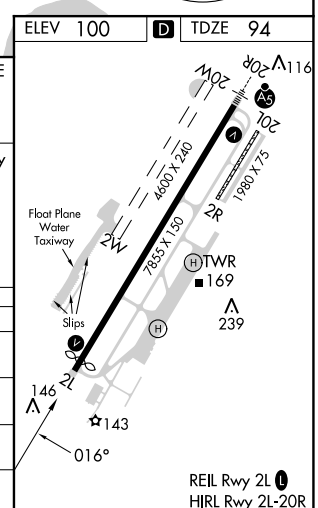 ELEV 100
D
TDZE 94
20W
20R
116
A5
20L
V
4600 X 240
1980 X 75
Float Plane
Water
Taxiway
2W
7855 X 150
2R
H
TWR
169
Slips
239
H
V
2L
146
143
016°
REIL Rwy 2L L
HIRL Rwy 2L-20R